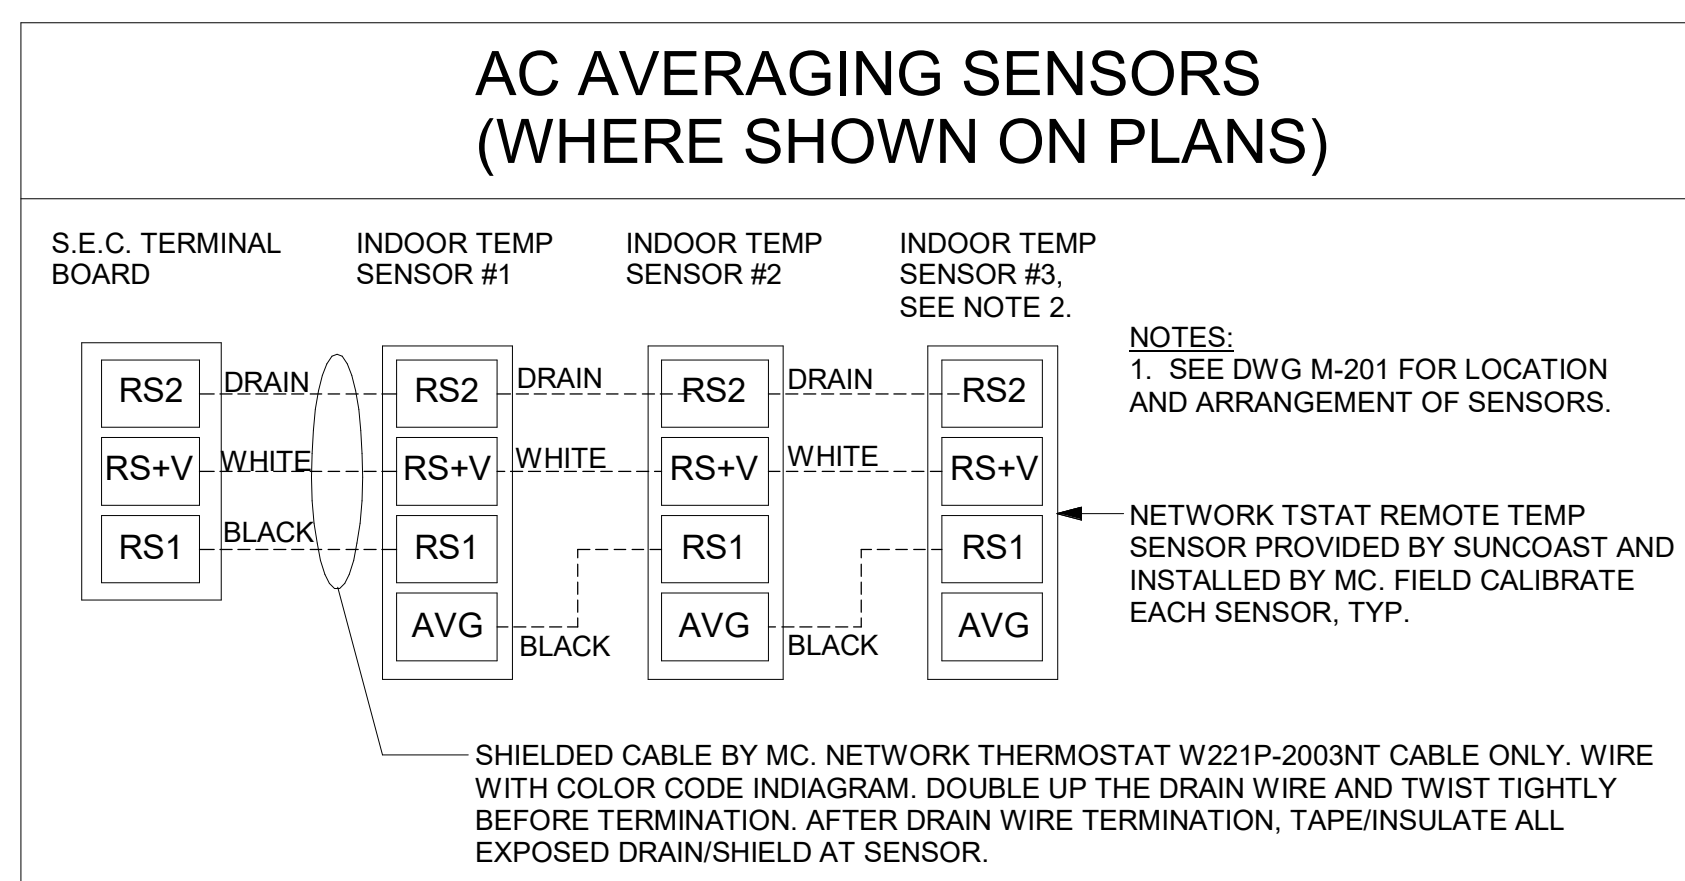 AC AVERAGING SENSORS
(WHERE SHOWN ON PLANS)
S.E.C. TERMINAL
BOARD
INDOOR TEMP
SENSOR #1
INDOOR TEMP
SENSOR #2
INDOOR TEMP
SENSOR #3,
SEE NOTE 2.
RS2
DRAIN
RS2
DRAIN
RS2
DRAIN
RS2
RS+V
WHITE
RS+V
WHITE
RS+V
WHITE
RS+V
RS1
BLACK
RS1
RS1
RS1
AVG
BLACK
AVG
BLACK
AVG
NOTES:
1. SEE DWG M-201 FOR LOCATION
AND ARRANGEMENT OF SENSORS.
NETWORK TSTAT REMOTE TEMP
SENSOR PROVIDED BY SUNCOAST AND
INSTALLED BY MC. FIELD CALIBRATE
EACH SENSOR, TYP.
SHIELDED CABLE BY MC. NETWORK THERMOSTAT W221P-2003NT CABLE ONLY. WIRE
WITH COLOR CODE INDIAGRAM. DOUBLE UP THE DRAIN WIRE AND TWIST TIGHTLY
BEFORE TERMINATION. AFTER DRAIN WIRE TERMINATION, TAPE/INSULATE ALL
EXPOSED DRAIN/SHIELD AT SENSOR.